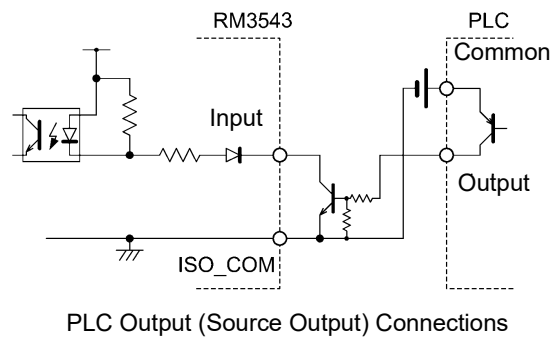 RM3543
PLC
Common
Input
Output
ISO_COM
PLC Output (Source Output) Connections